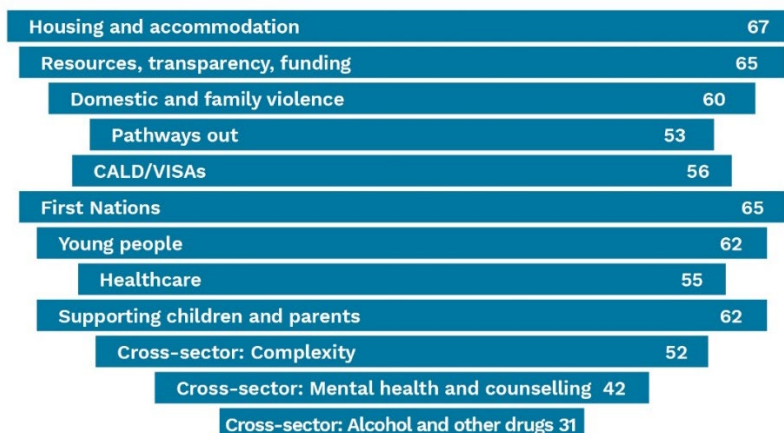 Housing and accommodation 67
Resources, transparency, funding 65
Domestic and family violence 60
Pathways out 53
CALD/VISAs 56
First Nations 65
Young people 62
Healthcare 55
Supporting children and parents 62
Cross-sector: Complexity 52
Cross-sector: Mental health and counselling 42
Cross-sector: Alcohol and other drugs 31